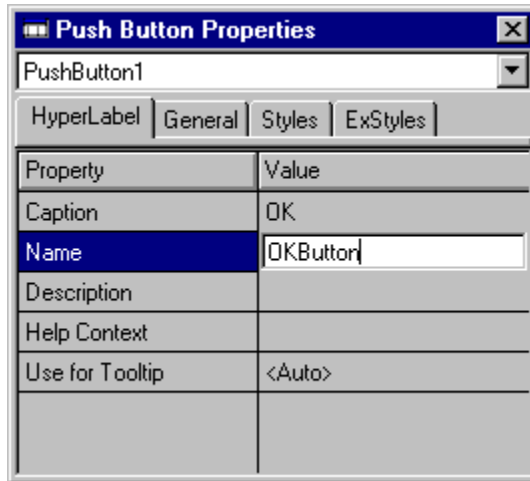 Push Button Properties
PushButton1
HyperLabel General Styles ExStyles
Property Value
Caption OK
Name OKButton
Description
Help Context
Use for Tooltip <Auto>